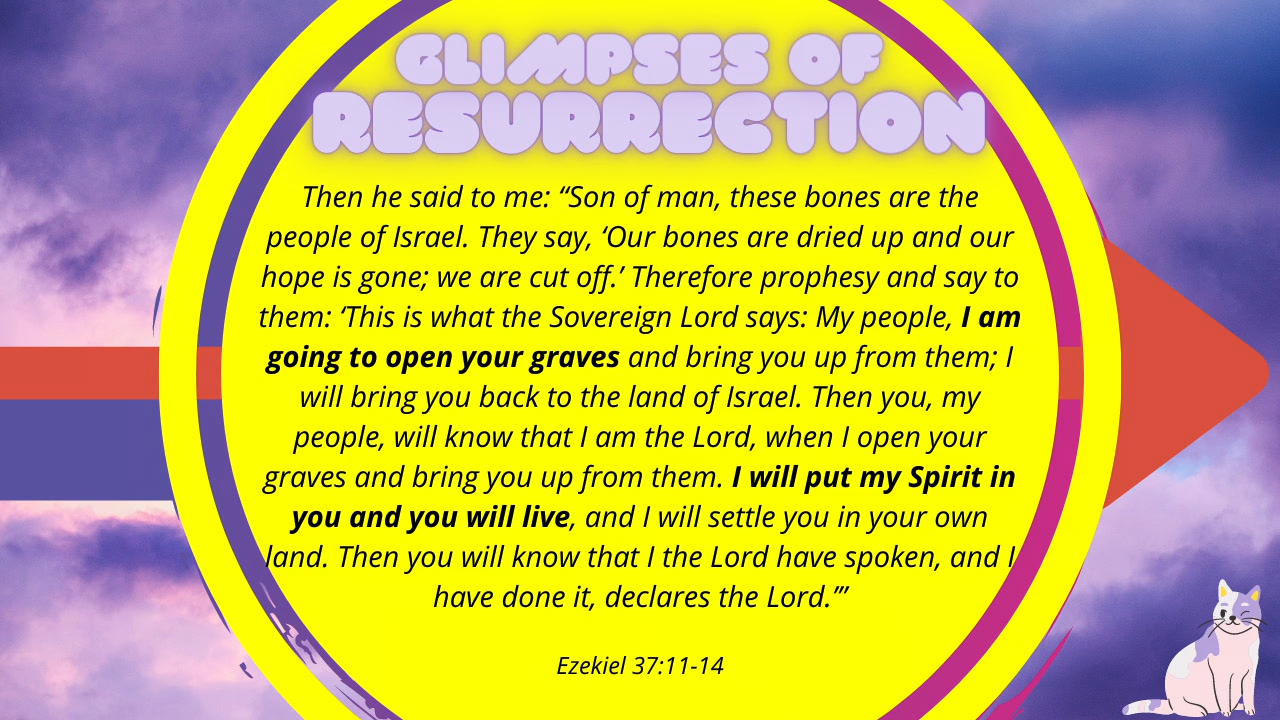 GLIMPSES OF
RESURRECTION
Then he said to me: “Son of man, these bones are the
people of Israel. They say, ‘Our bones are dried up and our
hope is gone; we are cut off.’ Therefore prophesy and say to
them: ‘This is what the Sovereign Lord says: My people, I am
going to open your graves and bring you up from them; I
will bring you back to the land of Israel. Then you, my
people, will know that I am the Lord, when I open your
graves and bring you up from them. I will put my Spirit in
you and you will live, and I will settle you in your own
land. Then you will know that I the Lord have spoken, and I
have done it, declares the Lord.’”
Ezekiel 37:11-14